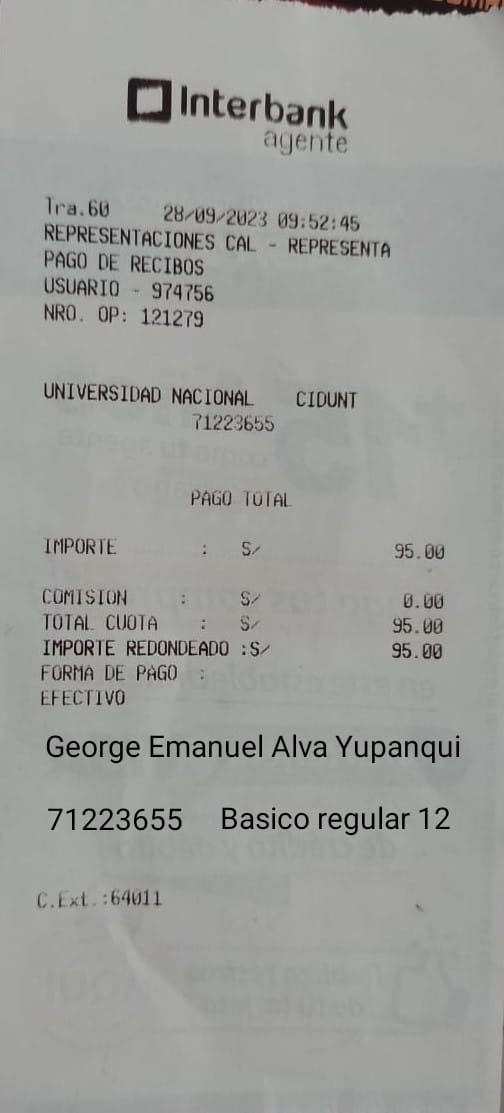 Interbank
agente
Tra.60 28/09/2023 09:52:45
REPRESENTACIONES CAL - REPRESENTA
PAGO DE RECIBOS
USUARIO - 974756
NRO. OP: 121279
UNIVERSIDAD NACIONAL CIDUNT
71223655
PAGO TOTAL
IMPORTE : S/ 95.00
COMISION : S/ 0.00
TOTAL CUOTA : S/ 95.00
IMPORTE REDONDEADO :S/ 95.00
FORMA DE PAGO :
EFECTIVO
George Emanuel Alva Yupanqui
71223655 Basico regular 12
C.Ext.:64011